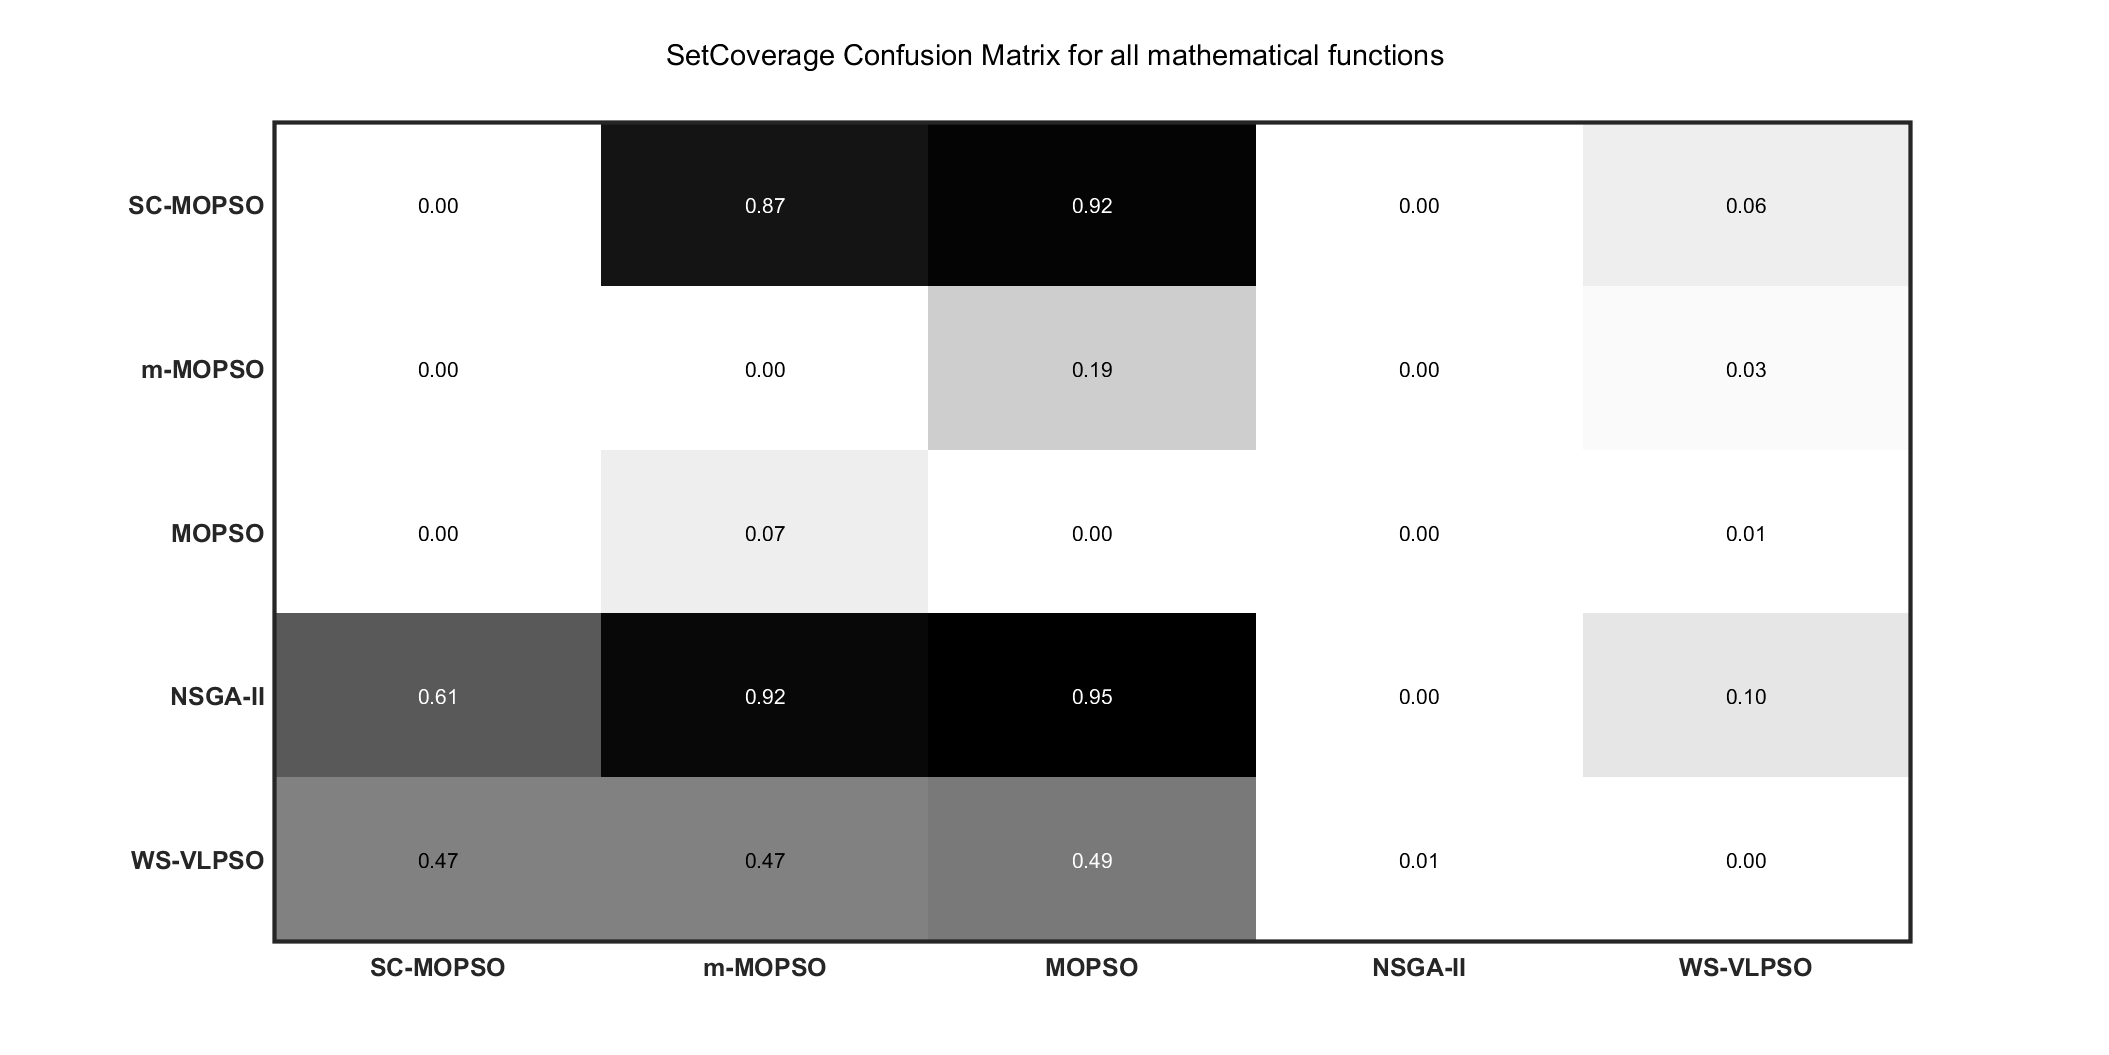 SetCoverage Confusion Matrix for all mathematical functions
SC-MOPSO 0.00 0.87 0.92 0.00 0.06
m-MOPSO 0.00 0.00 0.19 0.00 0.03
MOPSO 0.00 0.07 0.00 0.00 0.01
NSGA-II 0.61 0.92 0.95 0.00 0.10
WS-VLPSO 0.47 0.47 0.49 0.01 0.00
SC-MOPSO m-MOPSO MOPSO NSGA-II WS-VLPSO